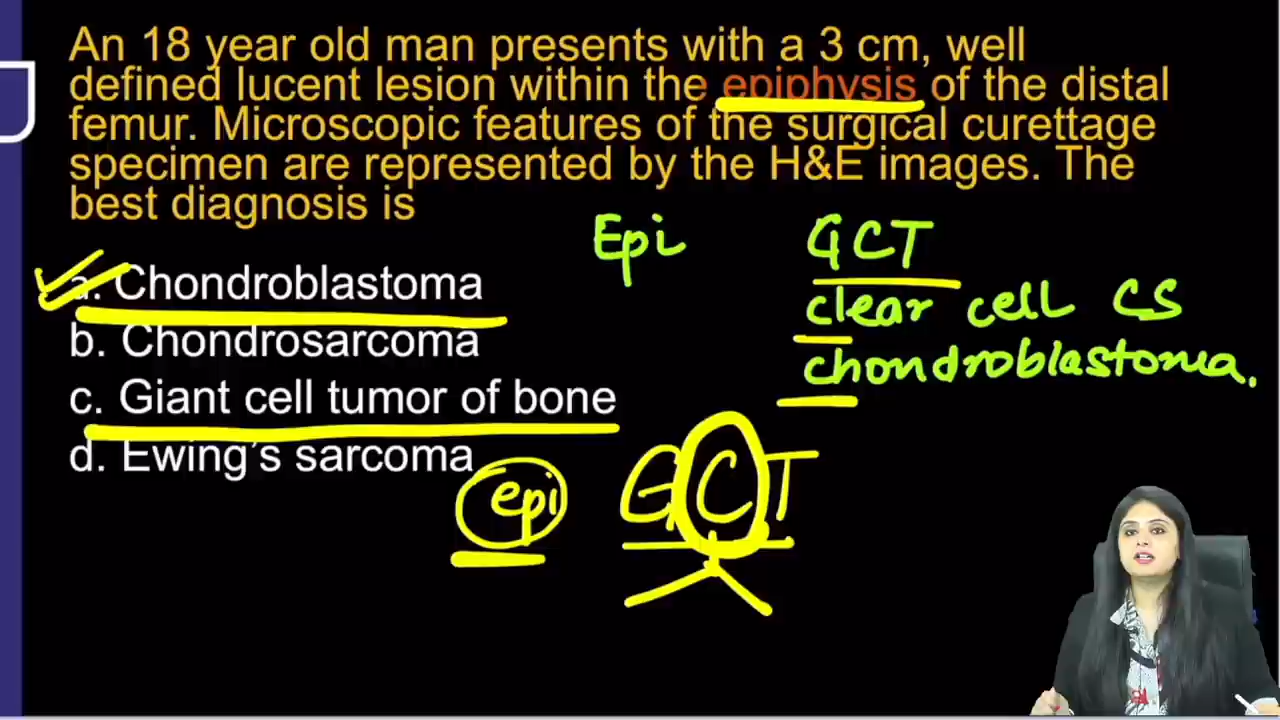 An 18 year old man presents with a 3 cm, well
defined lucent lesion within the epiphysis of the distal
femur. Microscopic features of the surgical curettage
specimen are represented by the H&E images. The
best diagnosis is
Epi
GCT
a. Chondroblastoma
clear cell CS
b. Chondrosarcoma
chondroblastoma.
c. Giant cell tumor of bone
d. Ewing's sarcoma
epi
GCT